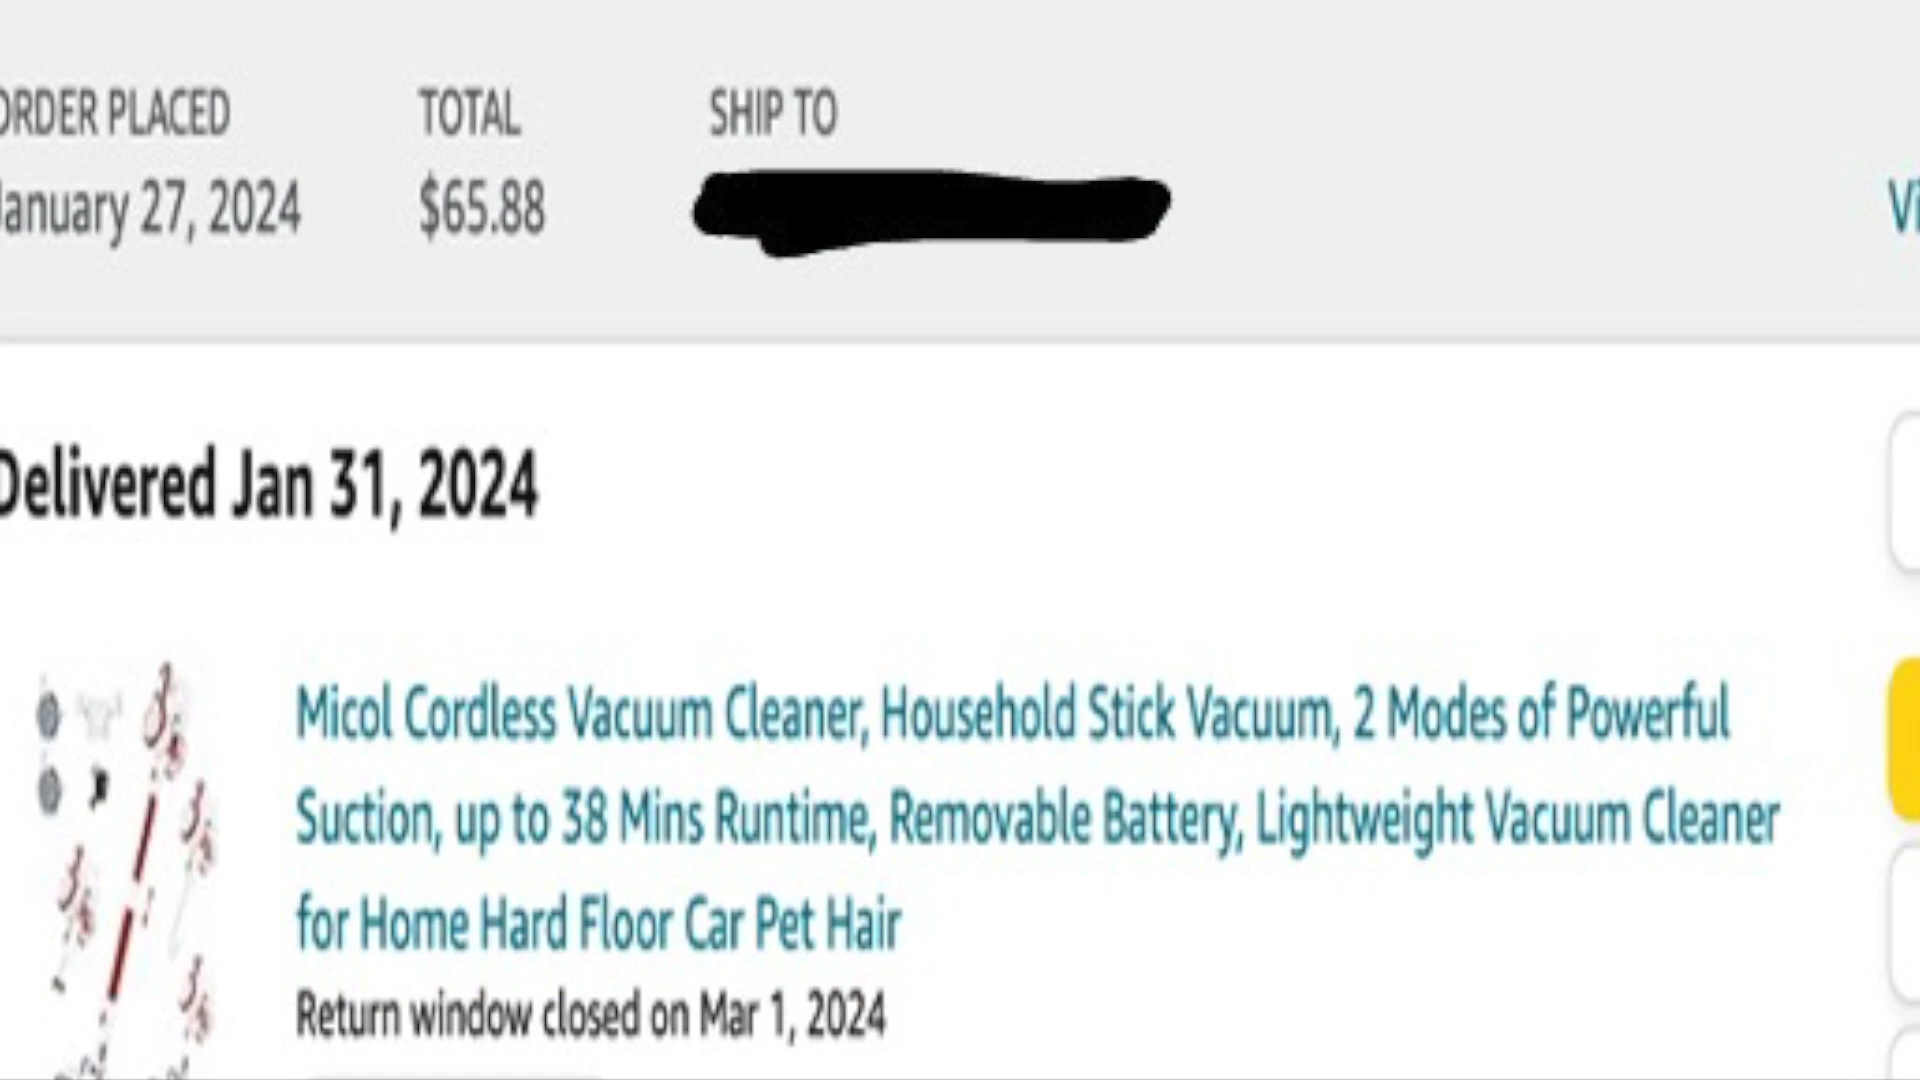 ORDER PLACED TOTAL SHIP TO
January 27, 2024 $65.88
Delivered Jan 31, 2024
Micol Cordless Vacuum Cleaner, Household Stick Vacuum, 2 Modes of Powerful
Suction, up to 38 Mins Runtime, Removable Battery, Lightweight Vacuum Cleaner
for Home Hard Floor Car Pet Hair
Return window closed on Mar 1, 2024